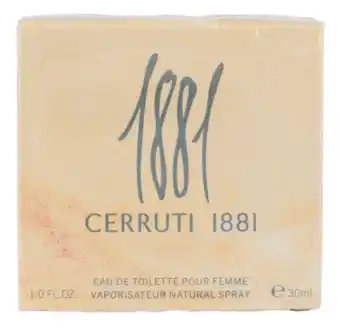 1881
CERRUTI 1881
EAU DE TOILETTE POUR FEMME
1.0 FL.OZ. VAPORISATEUR NATURAL SPRAY ℮ 30ml